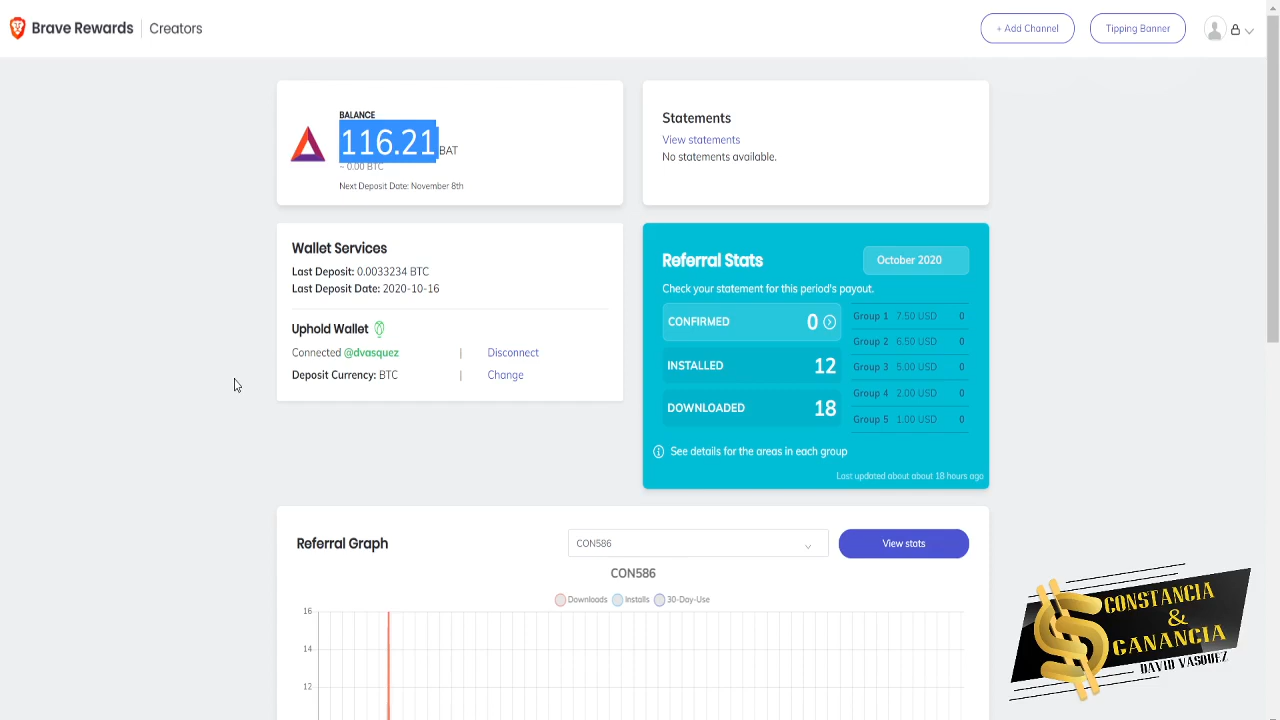 Brave Rewards | Creators
+ Add Channel
Tipping Banner
BALANCE
116.21 BAT
~ 0.00 BTC
Next Deposit Date: November 8th
Statements
View statements
No statements available.
Wallet Services
Last Deposit: 0.0033234 BTC
Last Deposit Date: 2020-10-16
Uphold Wallet
Connected @dvasquez | Disconnect
Deposit Currency: BTC | Change
Referral Stats
October 2020
Check your statement for this period's payout.
CONFIRMED 0
INSTALLED 12
DOWNLOADED 18
Group 1 7.50 USD 0
Group 2 6.50 USD 0
Group 3 5.00 USD 0
Group 4 2.00 USD 0
Group 5 1.00 USD 0
See details for the areas in each group
Last updated about about 18 hours ago
Referral Graph
CON586
View stats
CON586
Downloads Installs 30-Day-Use
16
14
12
CONSTANCIA
&
GANANCIA
DAVID VASQUEZ